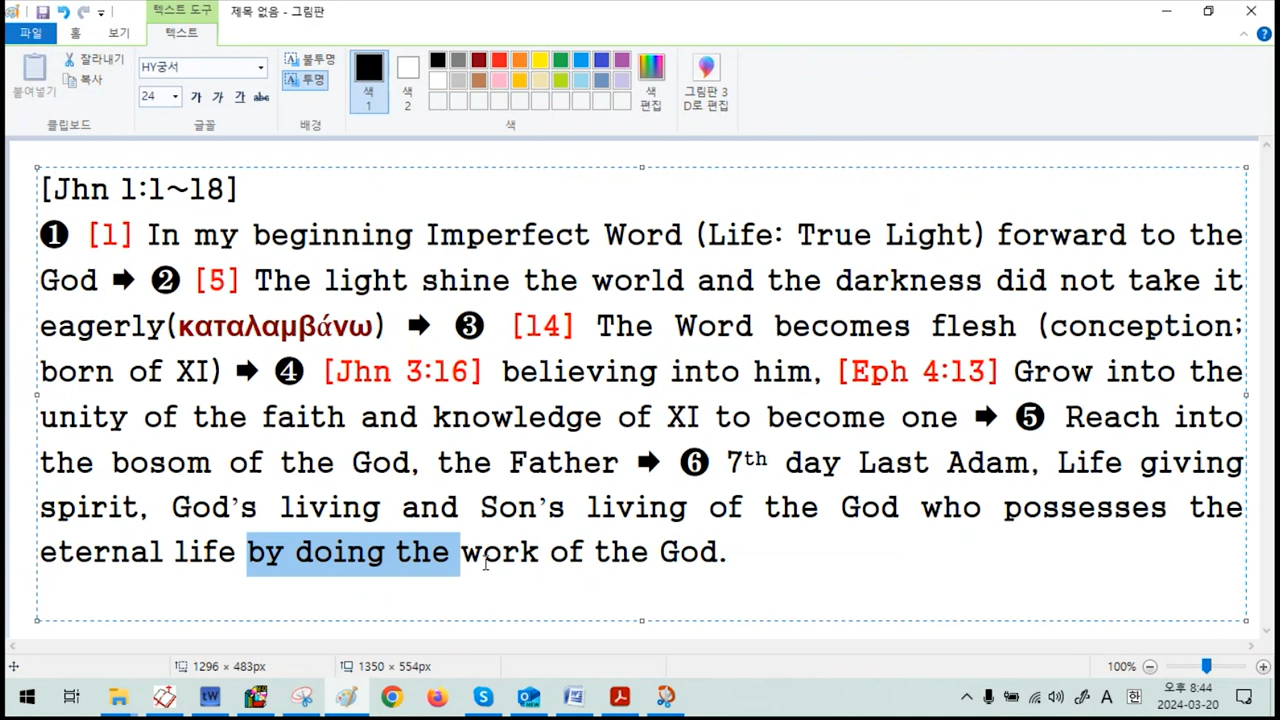 텍스트 도구
제목 없음 - 그림판
파일
홈
보기
텍스트
붙여넣기
잘라내기
복사
클립보드
HY궁서
24
가 가 가 abc
글꼴
불투명
투명
배경
색
1
색
2
색
편집
그림판 3
D로 편집
색
[Jhn 1:1~18]
❶ [1] In my beginning Imperfect Word (Life: True Light) forward to the
God ➡ ❷ [5] The light shine the world and the darkness did not take it
eagerly(καταλαμβάνω) ➡ ❸ [14] The Word becomes flesh (conception;
born of XI) ➡ ❹ [Jhn 3:16] believing into him, [Eph 4:13] Grow into the
unity of the faith and knowledge of XI to become one ➡ ❺ Reach into
the bosom of the God, the Father ➡ ❻ 7th day Last Adam, Life giving
spirit, God's living and Son's living of the God who possesses the
eternal life by doing the work of the God.
1296 × 483px
1350 × 554px
100%
tW
A
한
오후 8:44
2024-03-20